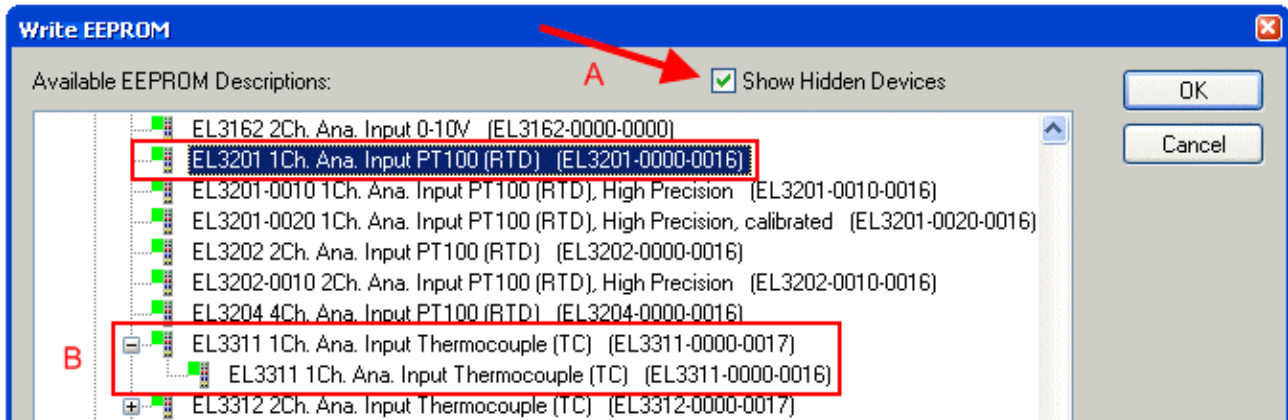 Write EEPROM
Available EEPROM Descriptions:
A
Show Hidden Devices
OK
Cancel
EL3162 2Ch. Ana. Input 0-10V (EL3162-0000-0000)
EL3201 1Ch. Ana. Input PT100 (RTD) (EL3201-0000-0016)
EL3201-0010 1Ch. Ana. Input PT100 (RTD), High Precision (EL3201-0010-0016)
EL3201-0020 1Ch. Ana. Input PT100 (RTD), High Precision, calibrated (EL3201-0020-0016)
EL3202 2Ch. Ana. Input PT100 (RTD) (EL3202-0000-0016)
EL3202-0010 2Ch. Ana. Input PT100 (RTD), High Precision (EL3202-0010-0016)
EL3204 4Ch. Ana. Input PT100 (RTD) (EL3204-0000-0016)
B
EL3311 1Ch. Ana. Input Thermocouple (TC) (EL3311-0000-0017)
EL3311 1Ch. Ana. Input Thermocouple (TC) (EL3311-0000-0016)
EL3312 2Ch. Ana. Input Thermocouple (TC) (EL3312-0000-0017)